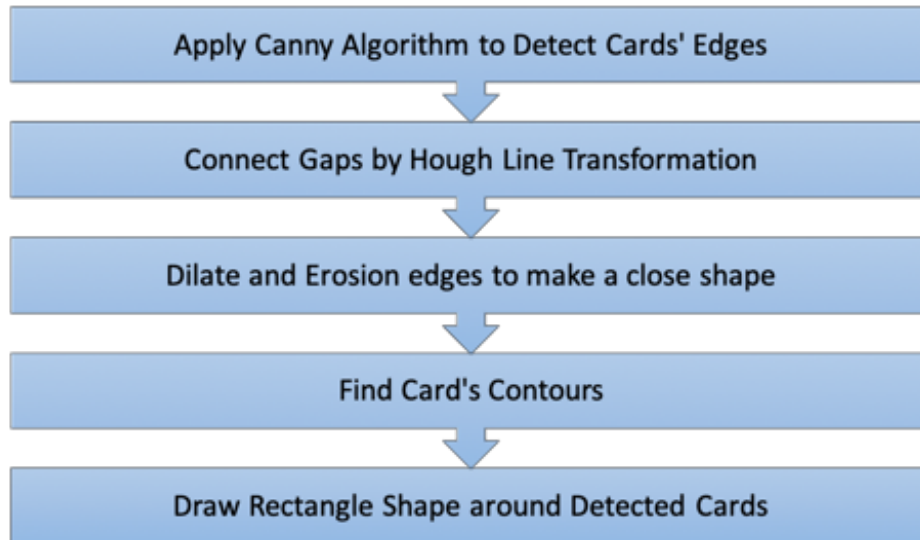 Apply Canny Algorithm to Detect Cards' Edges
Connect Gaps by Hough Line Transformation
Dilate and Erosion edges to make a close shape
Find Card's Contours
Draw Rectangle Shape around Detected Cards